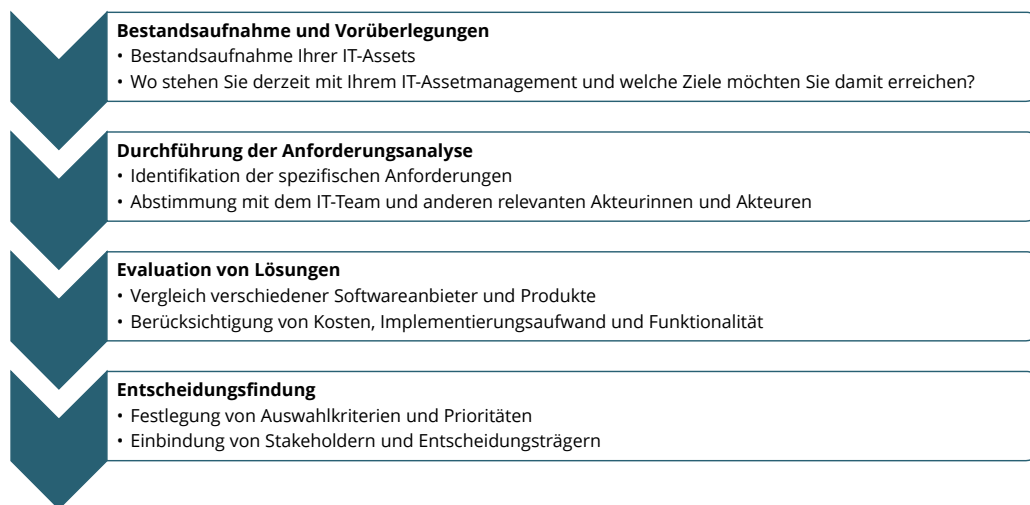 Bestandsaufnahme und Vorüberlegungen
• Bestandsaufnahme Ihrer IT-Assets
• Wo stehen Sie derzeit mit Ihrem IT-Assetmanagement und welche Ziele möchten Sie damit erreichen?
Durchführung der Anforderungsanalyse
• Identifikation der spezifischen Anforderungen
• Abstimmung mit dem IT-Team und anderen relevanten Akteurinnen und Akteuren
Evaluation von Lösungen
• Vergleich verschiedener Softwareanbieter und Produkte
• Berücksichtigung von Kosten, Implementierungsaufwand und Funktionalität
Entscheidungsfindung
• Festlegung von Auswahlkriterien und Prioritäten
• Einbindung von Stakeholdern und Entscheidungsträgern